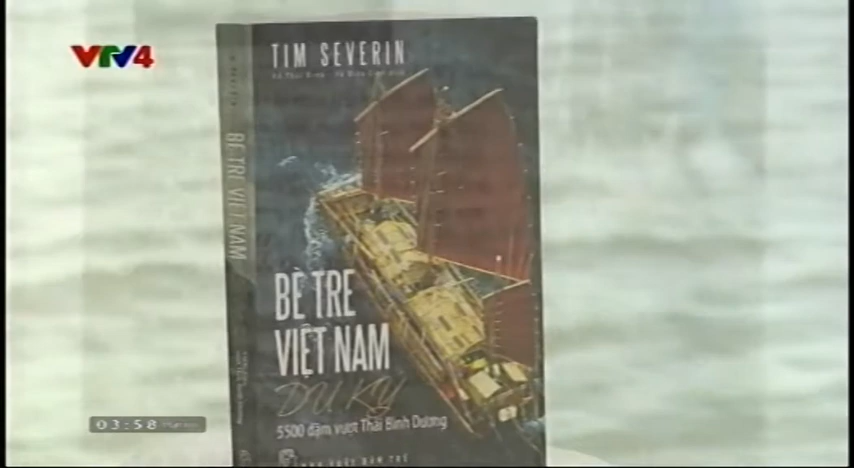 VTV4
TIM SEVERIN
BÈ TRE VIỆT NAM
BÈ TRE
VIỆT NAM
DU KÝ
5500 dặm vượt Thái Bình Dương
03:58